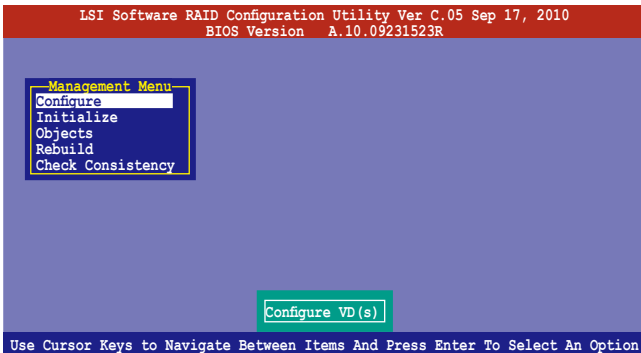 LSI Software RAID Configuration Utility Ver C.05 Sep 17, 2010
BIOS Version A.10.09231523R
Management Menu
Configure
Initialize
Objects
Rebuild
Check Consistency
Configure VD(s)
Use Cursor Keys to Navigate Between Items And Press Enter To Select An Option